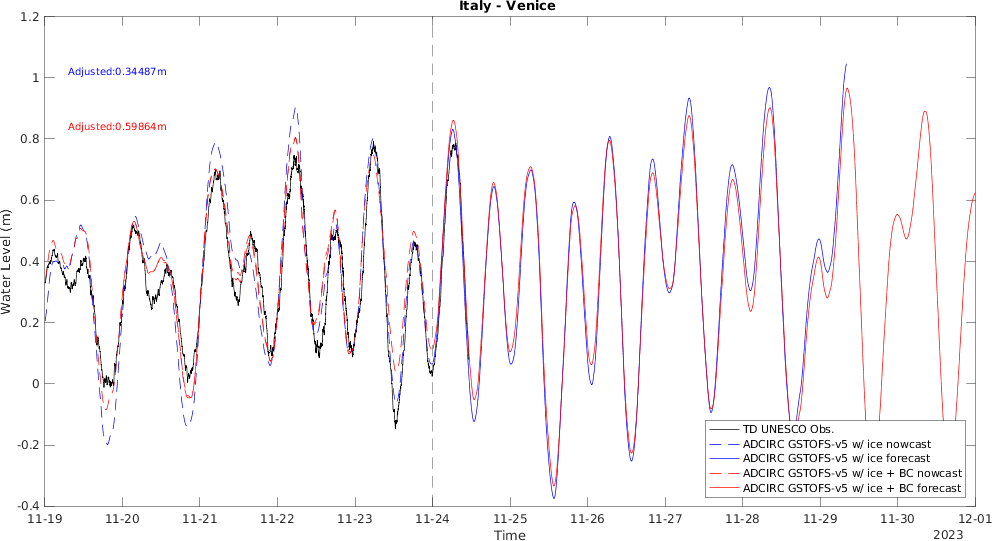 Italy - Venice
1.2
1
0.8
0.6
0.4
0.2
0
-0.2
-0.4
Water Level (m)
Adjusted:0.34487m
Adjusted:0.59864m
TD UNESCO Obs.
ADCIRC GSTOFS-v5 w/ ice nowcast
ADCIRC GSTOFS-v5 w/ ice forecast
ADCIRC GSTOFS-v5 w/ ice + BC nowcast
ADCIRC GSTOFS-v5 w/ ice + BC forecast
11-19 11-20 11-21 11-22 11-23 11-24 11-25 11-26 11-27 11-28 11-29 11-30 12-01
Time
2023